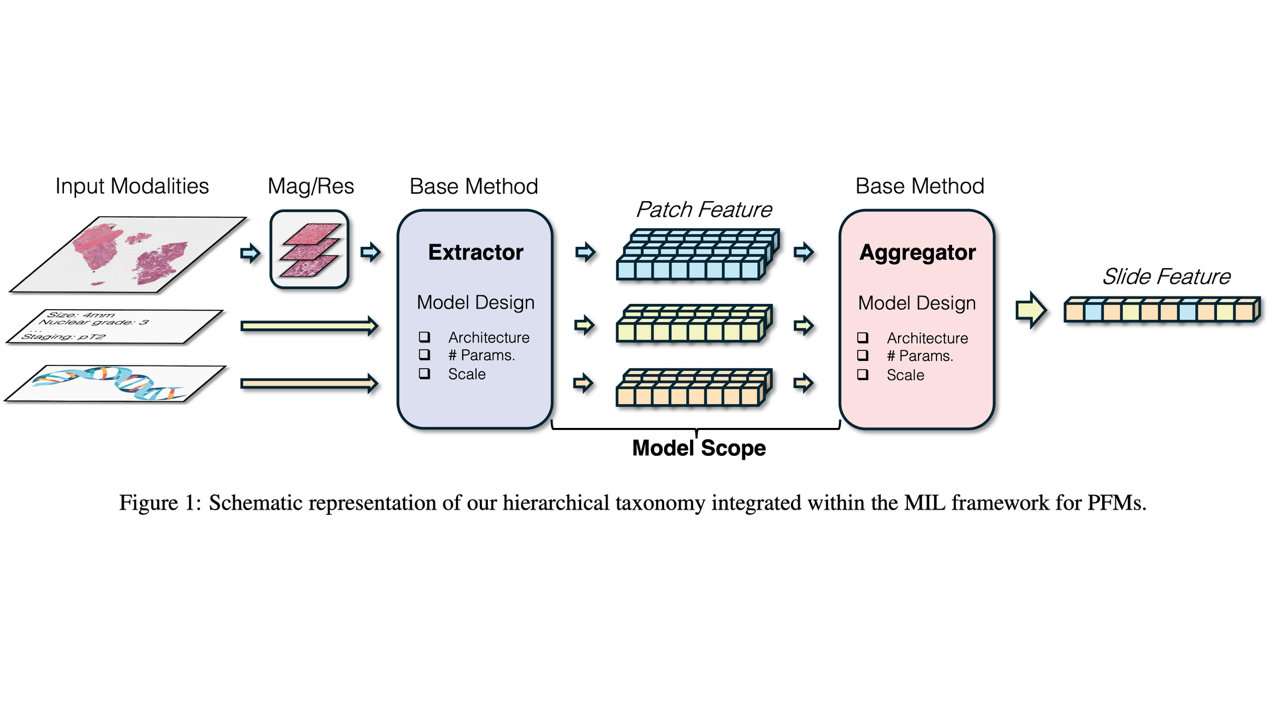 Input Modalities
Mag/Res
Base Method
Patch Feature
Base Method
Extractor
Aggregator
Slide Feature
Model Design
Model Design
Architecture
# Params.
Scale
Architecture
# Params.
Scale
Size: 4mm
Nuclear grade: 3
...
Staging: pT2
Model Scope
Figure 1: Schematic representation of our hierarchical taxonomy integrated within the MIL framework for PFMs.